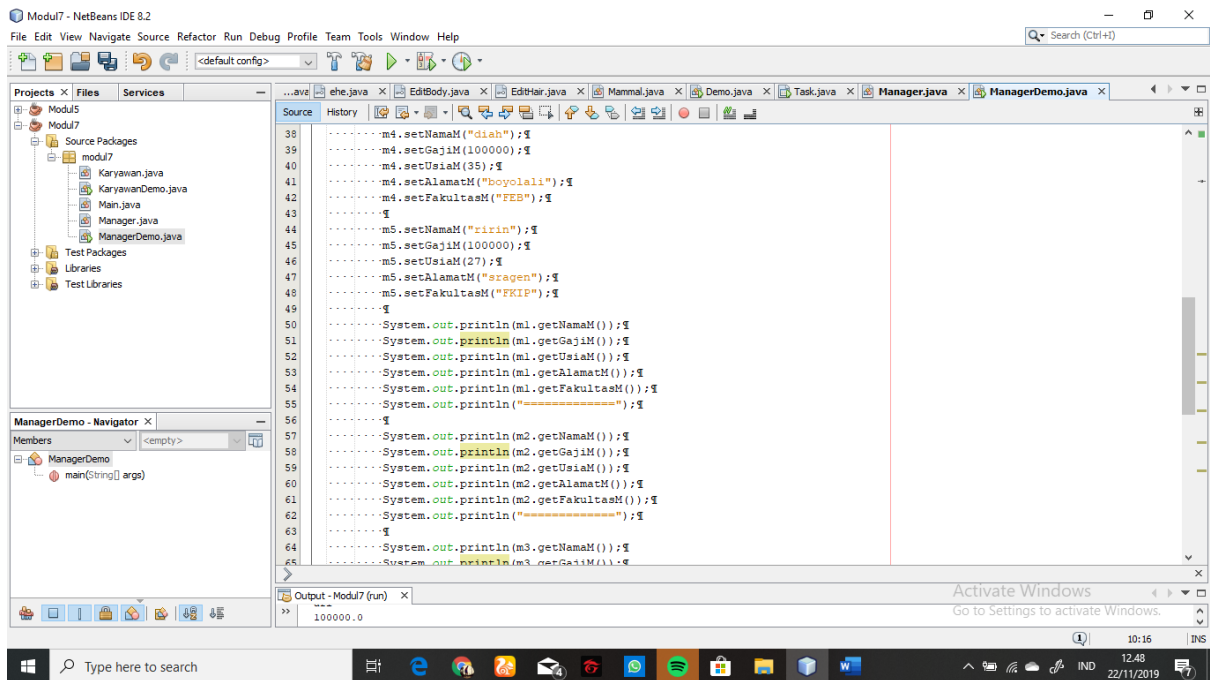 Modul7 - NetBeans IDE 8.2
File Edit View Navigate Source Refactor Run Debug Profile Team Tools Window Help
Search (Ctrl+I)
<default config>
Projects Files Services
...ava ehe.java EditBody.java EditHair.java Mammal.java Demo.java Task.java Manager.java ManagerDemo.java
Source History
Modul5
Modul7
Source Packages
modul7
Karyawan.java
KaryawanDemo.java
Main.java
Manager.java
ManagerDemo.java
Test Packages
Libraries
Test Libraries
38 ········m4.setNamaM("diah");¶
39 ········m4.setGajiM(100000);¶
40 ········m4.setUsiaM(35);¶
41 ········m4.setAlamatM("boyolali");¶
42 ········m4.setFakultasM("FEB");¶
43 ········¶
44 ········m5.setNamaM("ririn");¶
45 ········m5.setGajiM(100000);¶
46 ········m5.setUsiaM(27);¶
47 ········m5.setAlamatM("sragen");¶
48 ········m5.setFakultasM("FKIP");¶
49 ········¶
50 ········System.out.println(m1.getNamaM());¶
51 ········System.out.println(m1.getGajiM());¶
52 ········System.out.println(m1.getUsiaM());¶
53 ········System.out.println(m1.getAlamatM());¶
54 ········System.out.println(m1.getFakultasM());¶
55 ········System.out.println("=============");¶
56 ········¶
57 ········System.out.println(m2.getNamaM());¶
58 ········System.out.println(m2.getGajiM());¶
59 ········System.out.println(m2.getUsiaM());¶
60 ········System.out.println(m2.getAlamatM());¶
61 ········System.out.println(m2.getFakultasM());¶
62 ········System.out.println("=============");¶
63 ········¶
64 ········System.out.println(m3.getNamaM());¶
65 ········System.out.println(m3.getGajiM());¶
ManagerDemo - Navigator
Members <empty>
ManagerDemo
main(String[] args)
Output - Modul7 (run)
100000.0
Activate Windows
Go to Settings to activate Windows.
1 10:16 INS
Type here to search
4
IND
12.48
22/11/2019
7